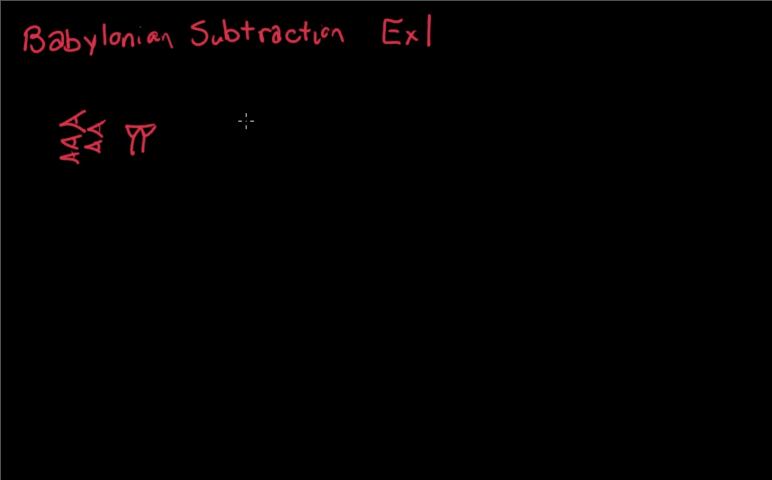 Babylonian Subtraction Ex1
𒐐 𒈫